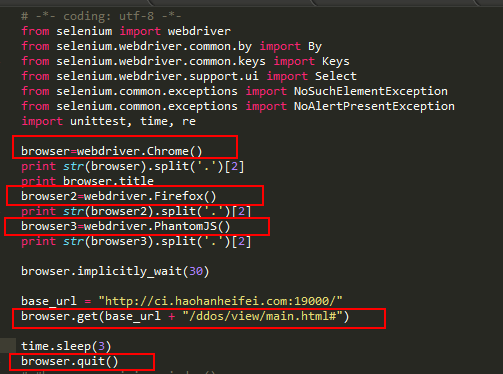 # -*- coding: utf-8 -*-
from selenium import webdriver
from selenium.webdriver.common.by import By
from selenium.webdriver.common.keys import Keys
from selenium.webdriver.support.ui import Select
from selenium.common.exceptions import NoSuchElementException
from selenium.common.exceptions import NoAlertPresentException
import unittest, time, re
browser=webdriver.Chrome()
print str(browser).split('.')[2]
print browser.title
browser2=webdriver.Firefox()
print str(browser2).split('.')[2]
browser3=webdriver.PhantomJS()
print str(browser3).split('.')[2]
browser.implicitly_wait(30)
base_url = "http://ci.haohanheifei.com:19000/"
browser.get(base_url + "/ddos/view/main.html#")
time.sleep(3)
browser.quit()